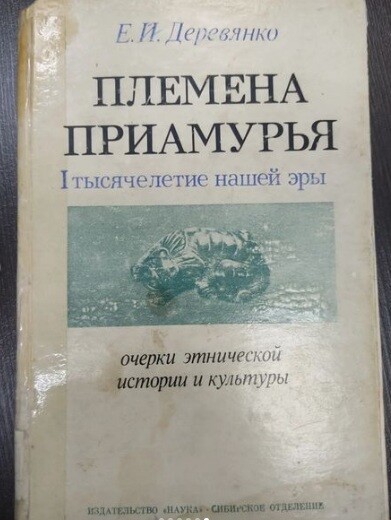 Е. И. Деревянко
ПЛЕМЕНА
ПРИАМУРЬЯ
I тысячелетие нашей эры
очерки этнической
истории и культуры
ИЗДАТЕЛЬСТВО «НАУКА» · СИБИРСКОЕ ОТДЕЛЕНИЕ